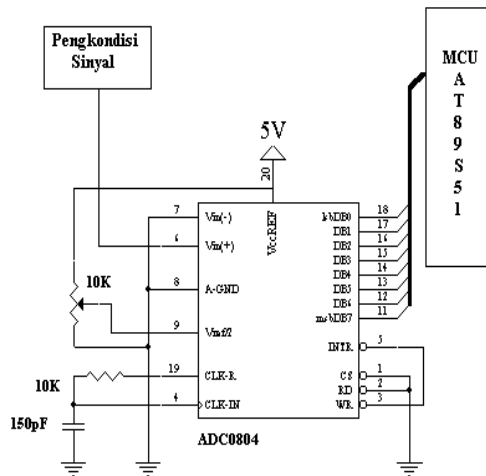 Pengkondisi
Sinyal
MCU
A
T
8
9
S
5
1
5V
20
VccREF
7
Vin(-)
6
Vin(+)
8
A-GND
10K
9
Vref/2
19
CLK-R
10K
4
CLK-IN
150pF
lsbDB0
18
DB1
17
DB2
16
DB3
15
DB4
14
DB5
13
DB6
12
msbDB7
11
INTR
5
CS
1
RD
2
WR
3
ADC0804